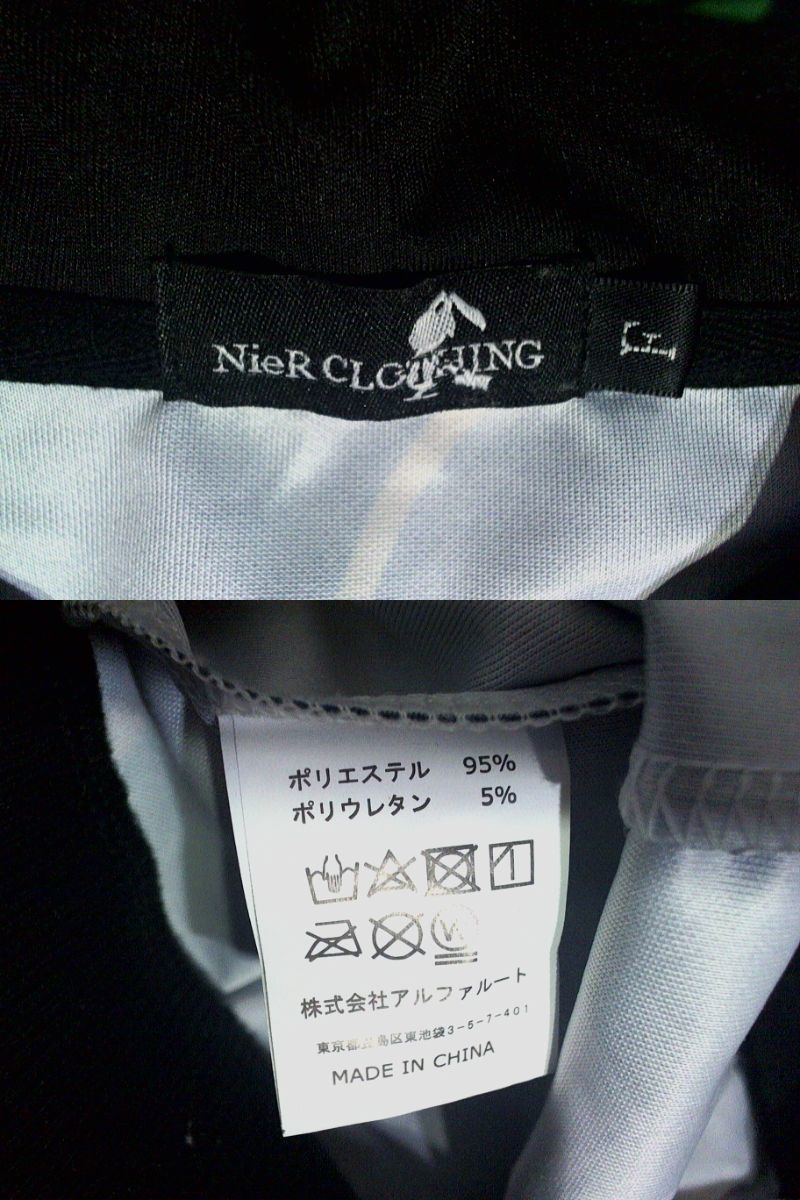 NieR CLOTHING
F
ポリエステル 95%
ポリウレタン 5%
株式会社アルファルート
東京都豊島区東池袋3-5-7-401
MADE IN CHINA